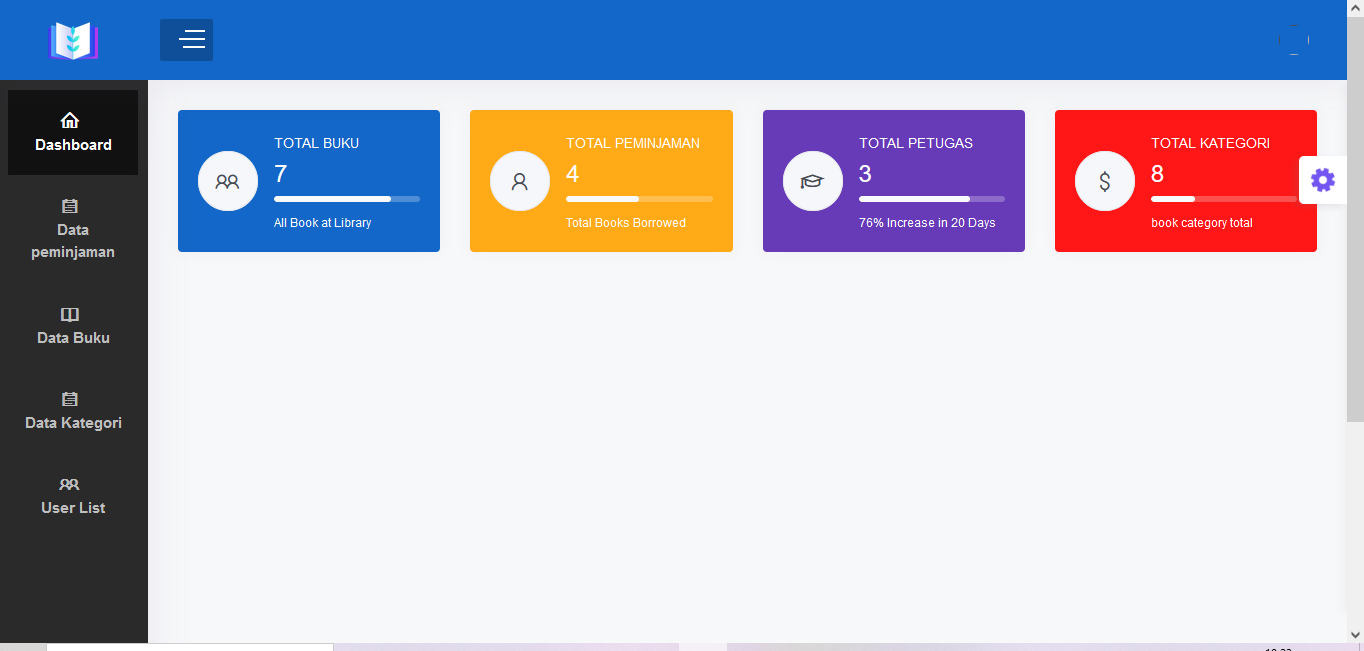 Dashboard
Data
peminjaman
Data Buku
Data Kategori
User List
TOTAL BUKU
7
All Book at Library
TOTAL PEMINJAMAN
4
Total Books Borrowed
TOTAL PETUGAS
3
76% Increase in 20 Days
TOTAL KATEGORI
8
book category total